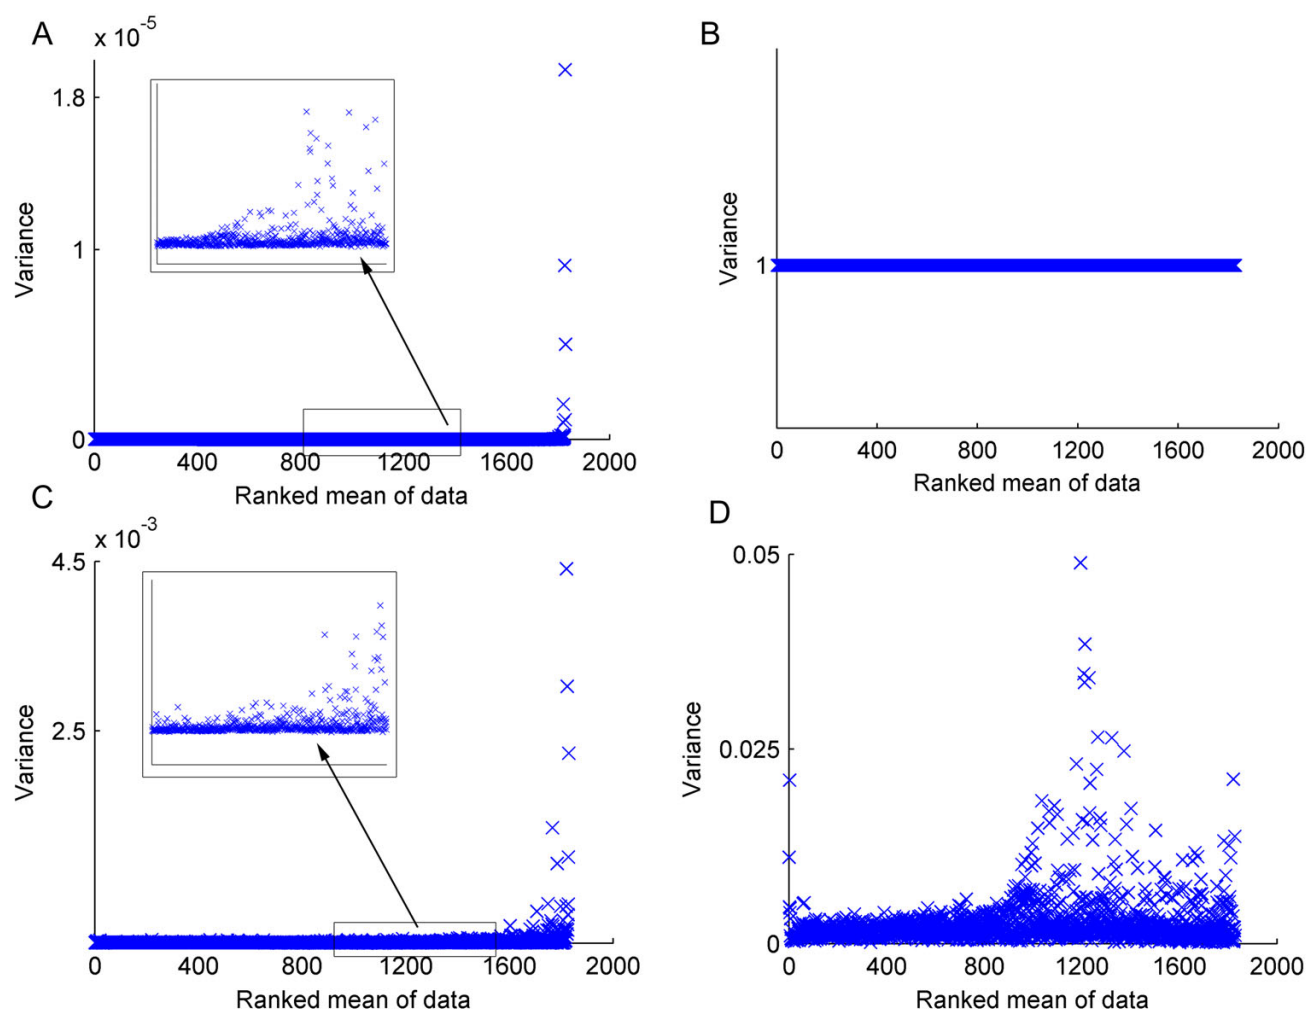 A
x 10-5
1.8
1
0
Variance
0 400 800 1200 1600 2000
Ranked mean of data
B
1
Variance
0 400 800 1200 1600 2000
Ranked mean of data
C
x 10-3
4.5
2.5
Variance
0 400 800 1200 1600 2000
Ranked mean of data
D
0.05
0.025
0
Variance
0 400 800 1200 1600 2000
Ranked mean of data